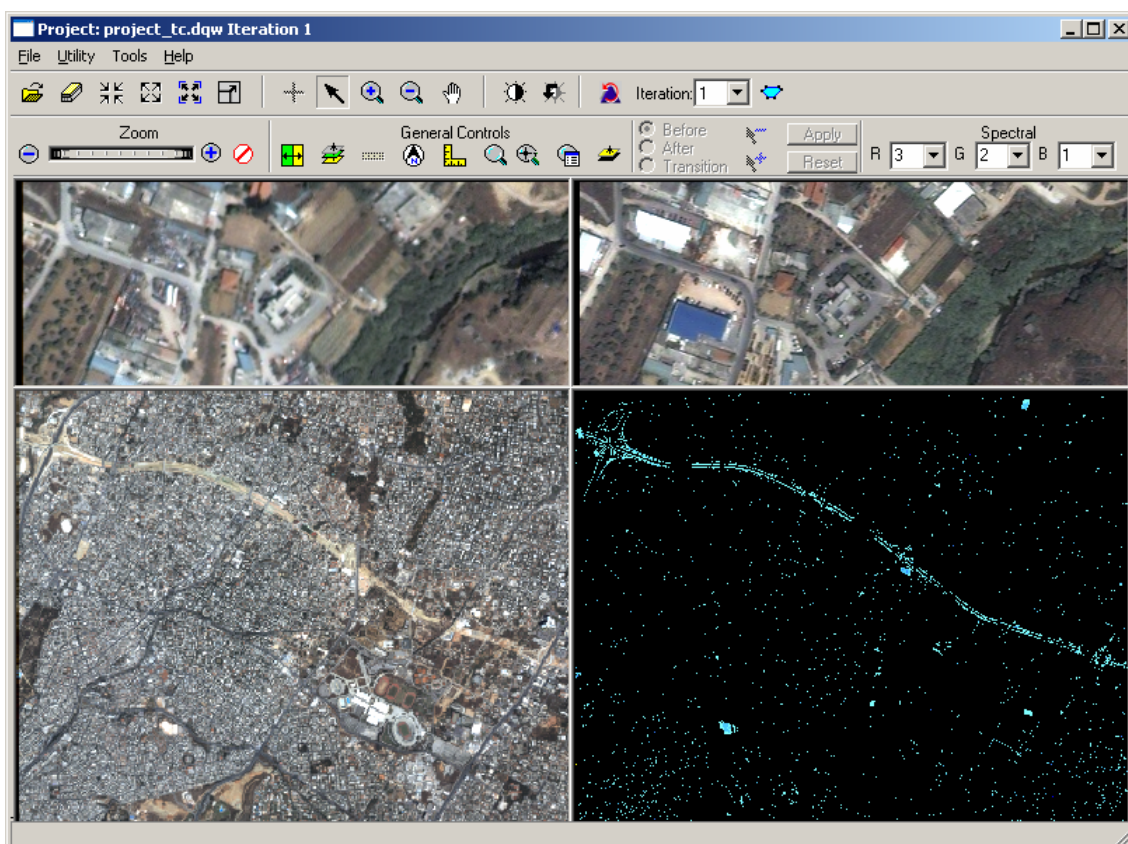 Project: project_tc.dqw Iteration 1
File Utility Tools Help
Iteration: 1
Zoom General Controls Before After Transition Apply Reset Spectral
R 3 G 2 B 1